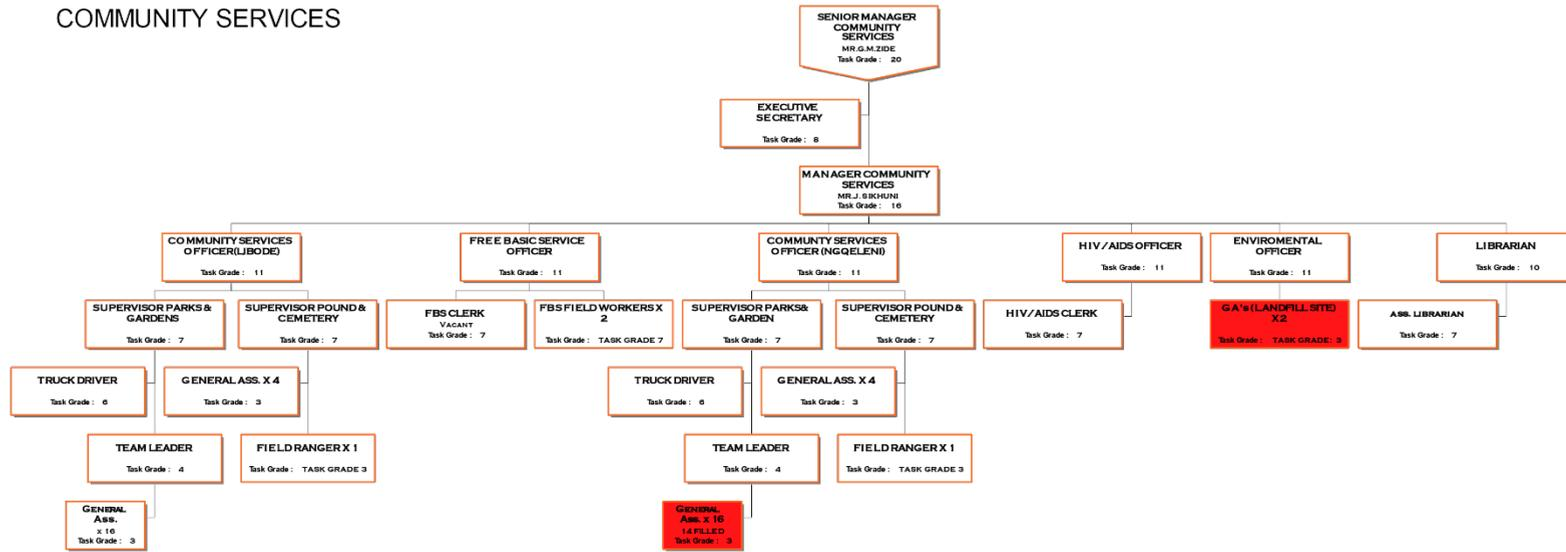 COMMUNITY SERVICES
SENIOR MANAGER
COMMUNITY
SERVICES
MR.G.M.ZIDE
Task Grade : 20
EXECUTIVE
SECRETARY
Task Grade : 8
MANAGER COMMUNITY
SERVICES
MR.J.SIKHUNI
Task Grade : 16
COMMUNITY SERVICES
OFFICER(LIBODE)
Task Grade : 11
FREE BASIC SERVICE
OFFICER
Task Grade : 11
COMMUNTY SERVICES
OFFICER (NGQELENI)
Task Grade : 11
HIV/AIDS OFFICER
Task Grade : 11
ENVIROMENTAL
OFFICER
Task Grade : 11
LIBRARIAN
Task Grade : 10
SUPERVISOR PARKS &
GARDENS
Task Grade : 7
SUPERVISOR POUND &
CEMETERY
Task Grade : 7
FBS CLERK
VACANT
Task Grade : 7
FBS FIELD WORKERS X
2
Task Grade : TASK GRADE 7
SUPERVISOR PARKS&
GARDEN
Task Grade : 7
SUPERVISOR POUND &
CEMETERY
Task Grade : 7
HIV/AIDS CLERK
Task Grade : 7
GA's (LANDFILL SITE)
X2
Task Grade : TASK GRADE: 3
ASS. LIBRARIAN
Task Grade : 7
TRUCK DRIVER
Task Grade : 6
GENERAL ASS. X 4
Task Grade : 3
TRUCK DRIVER
Task Grade : 6
GENERAL ASS. X 4
Task Grade : 3
TEAM LEADER
Task Grade : 4
FIELD RANGER X 1
Task Grade : TASK GRADE 3
TEAM LEADER
Task Grade : 4
FIELD RANGER X 1
Task Grade : TASK GRADE 3
GENERAL
ASS.
x 16
Task Grade : 3
GENERAL
ASS. x 16
14 FILLED
Task Grade : 3